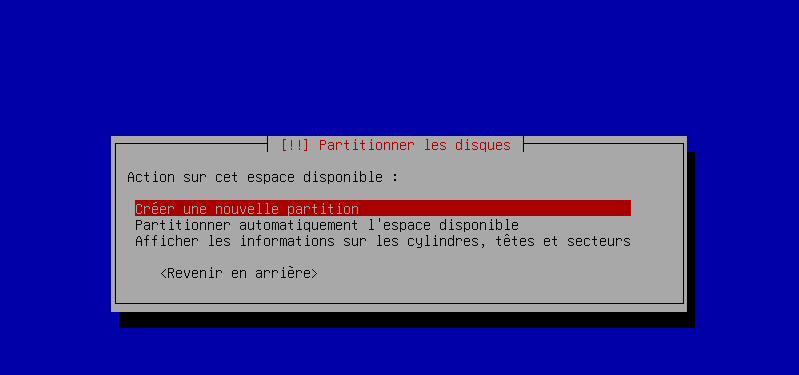 [!!] Partitionner les disques
Action sur cet espace disponible :
Créer une nouvelle partition
Partitionner automatiquement l'espace disponible
Afficher les informations sur les cylindres, têtes et secteurs
<Revenir en arrière>